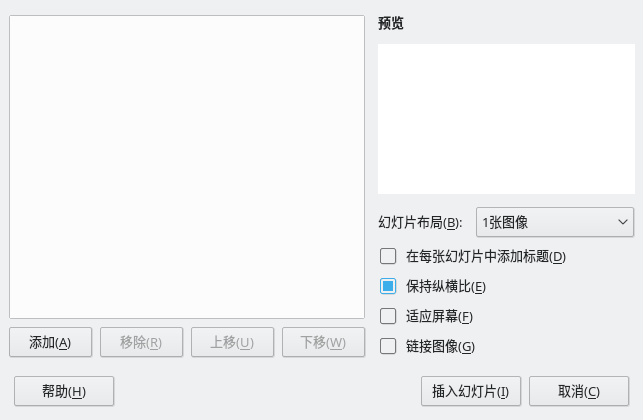 预览
幻灯片布局(B):
1张图像
在每张幻灯片中添加标题(D)
保持纵横比(E)
适应屏幕(F)
链接图像(G)
添加(A)
移除(R)
上移(U)
下移(W)
帮助(H)
插入幻灯片(I)
取消(C)